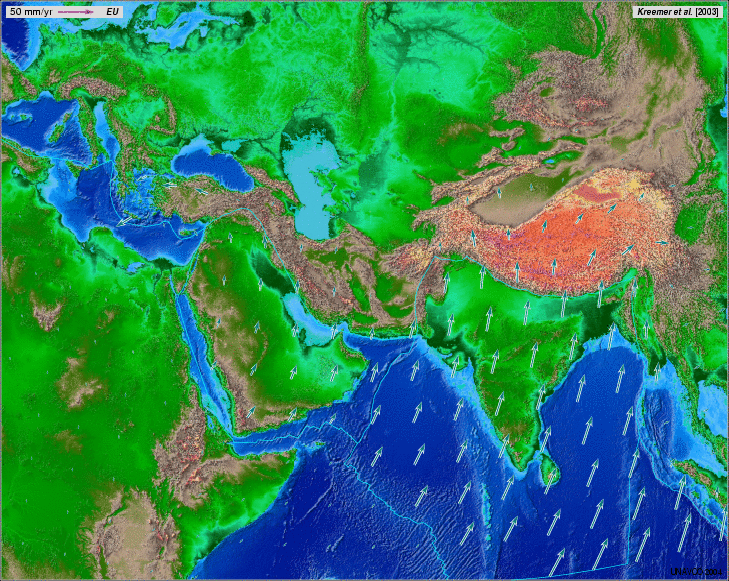 50 mm/yr EU
Kreemer et al. [2003]
UNAVCO 2004